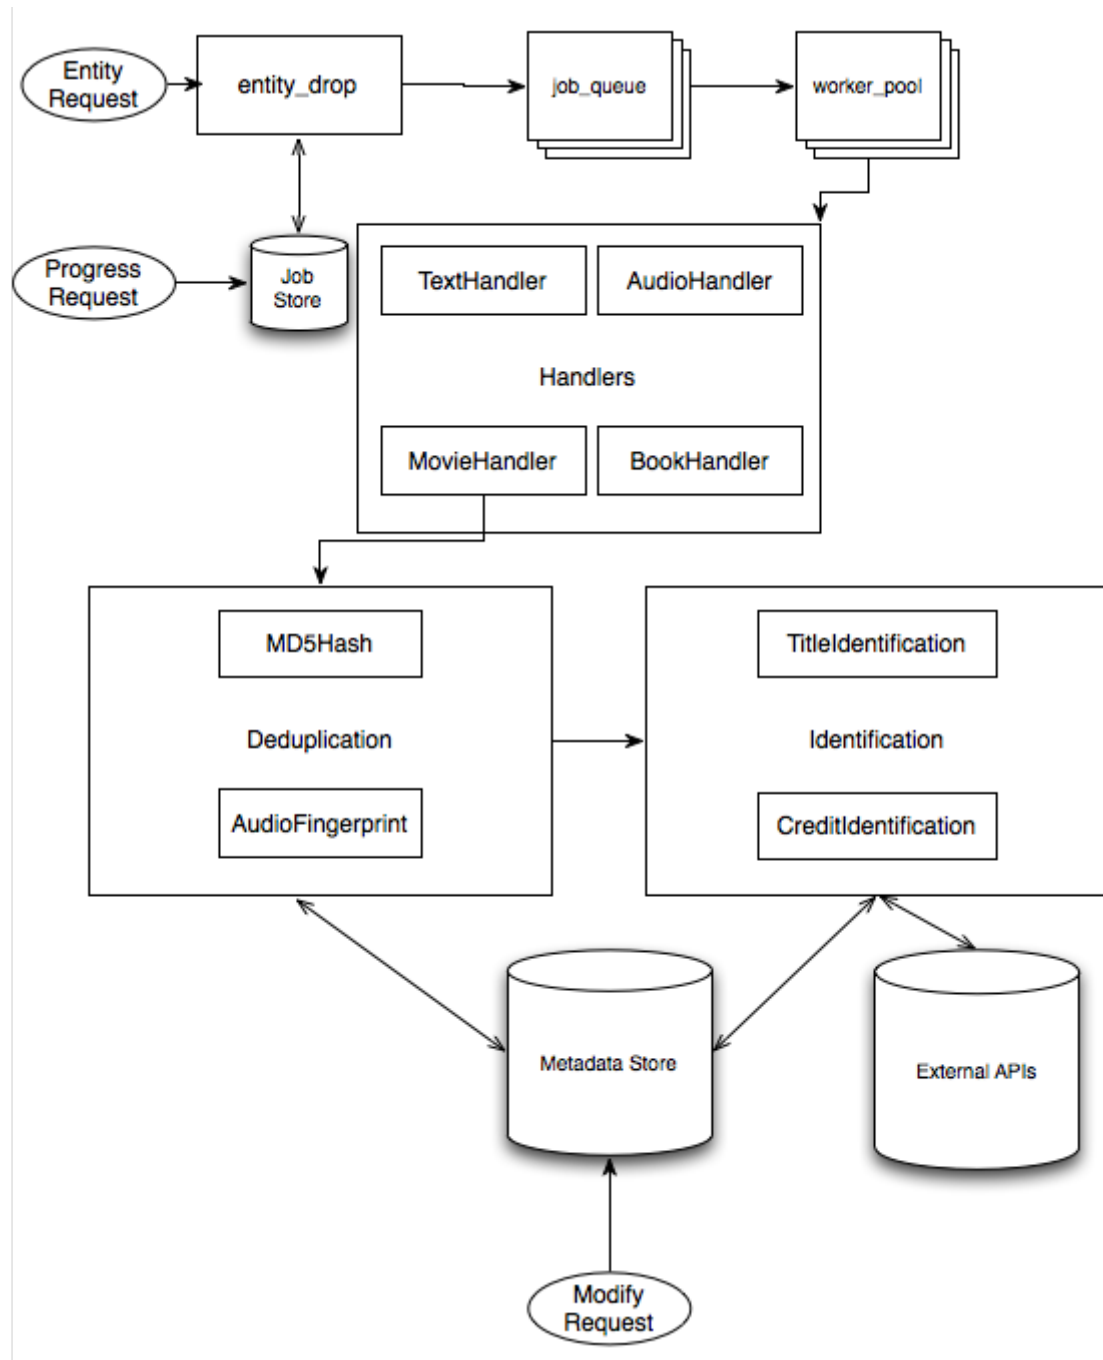 Entity
Request
entity_drop
job_queue
worker_pool
Progress
Request
Job
Store
TextHandler
AudioHandler
Handlers
MovieHandler
BookHandler
MD5Hash
Deduplication
AudioFingerprint
TitleIdentification
Identification
CreditIdentification
Metadata Store
External APIs
Modify
Request